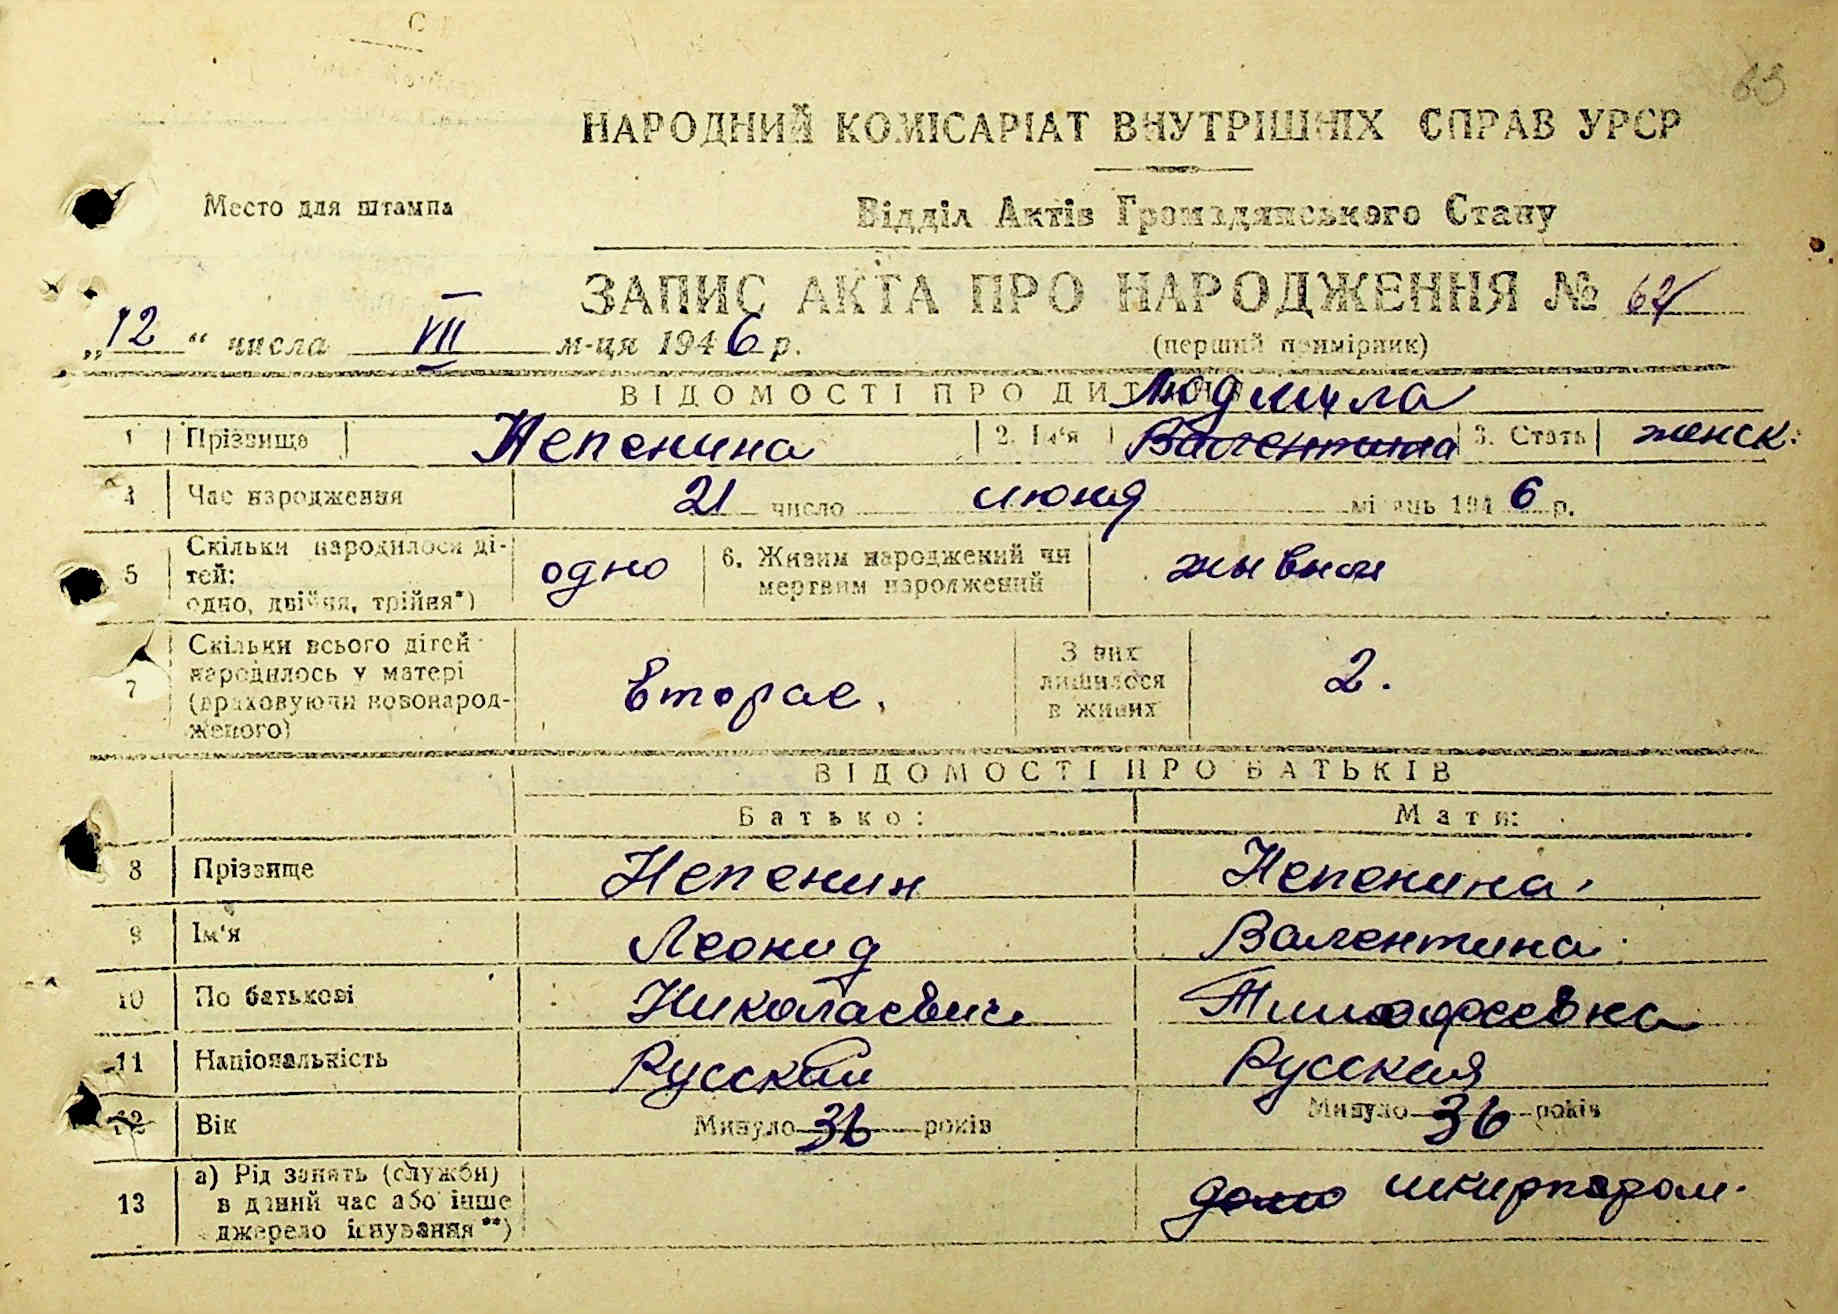 63
НАРОДНИЙ КОМІСАРІАТ ВНУТРІШНІХ СПРАВ УРСР
Место для штампа
Відділ Актів Громадянського Стану
ЗАПИС АКТА ПРО НАРОДЖЕННЯ №
„12“ числа VII м-ця 1946 р.
(перший примірник)
ВІДОМОСТІ ПРО ДИТИНУ
Людмила
1 Прізвище Непенина 2. Ім'я Валентина 3. Стать женск.
4 Час народження 21 число июня місяць 1946 р.
5 Скільки народилося ді-
тей:
одно, двійня, трійня*) одно 6. Живим народжений чи
мертвим народжений
7 Скільки всього дітей
народилось у матері
(враховуючи новонарод-
женого) второе. З них
лишилося
в живих 2.
ВІДОМОСТІ ПРО БАТЬКІВ
Батько: Мати:
8 Прізвище Непенин Непенина
9 Ім'я Леонид Валентина
10 По батькові Николаевич Тимофеевна
11 Національність Русский Русская
12 Вік Минуло 36 років Минуло 36 років
13 а) Рід занять (служби)
в даний час або інше
джерело існування**)